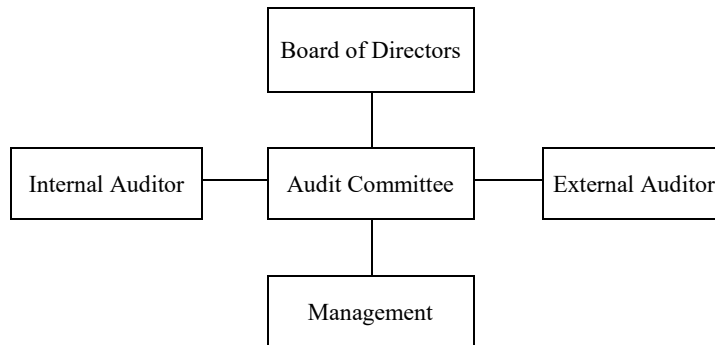 Board of Directors
Internal Auditor
Audit Committee
External Auditor
Management